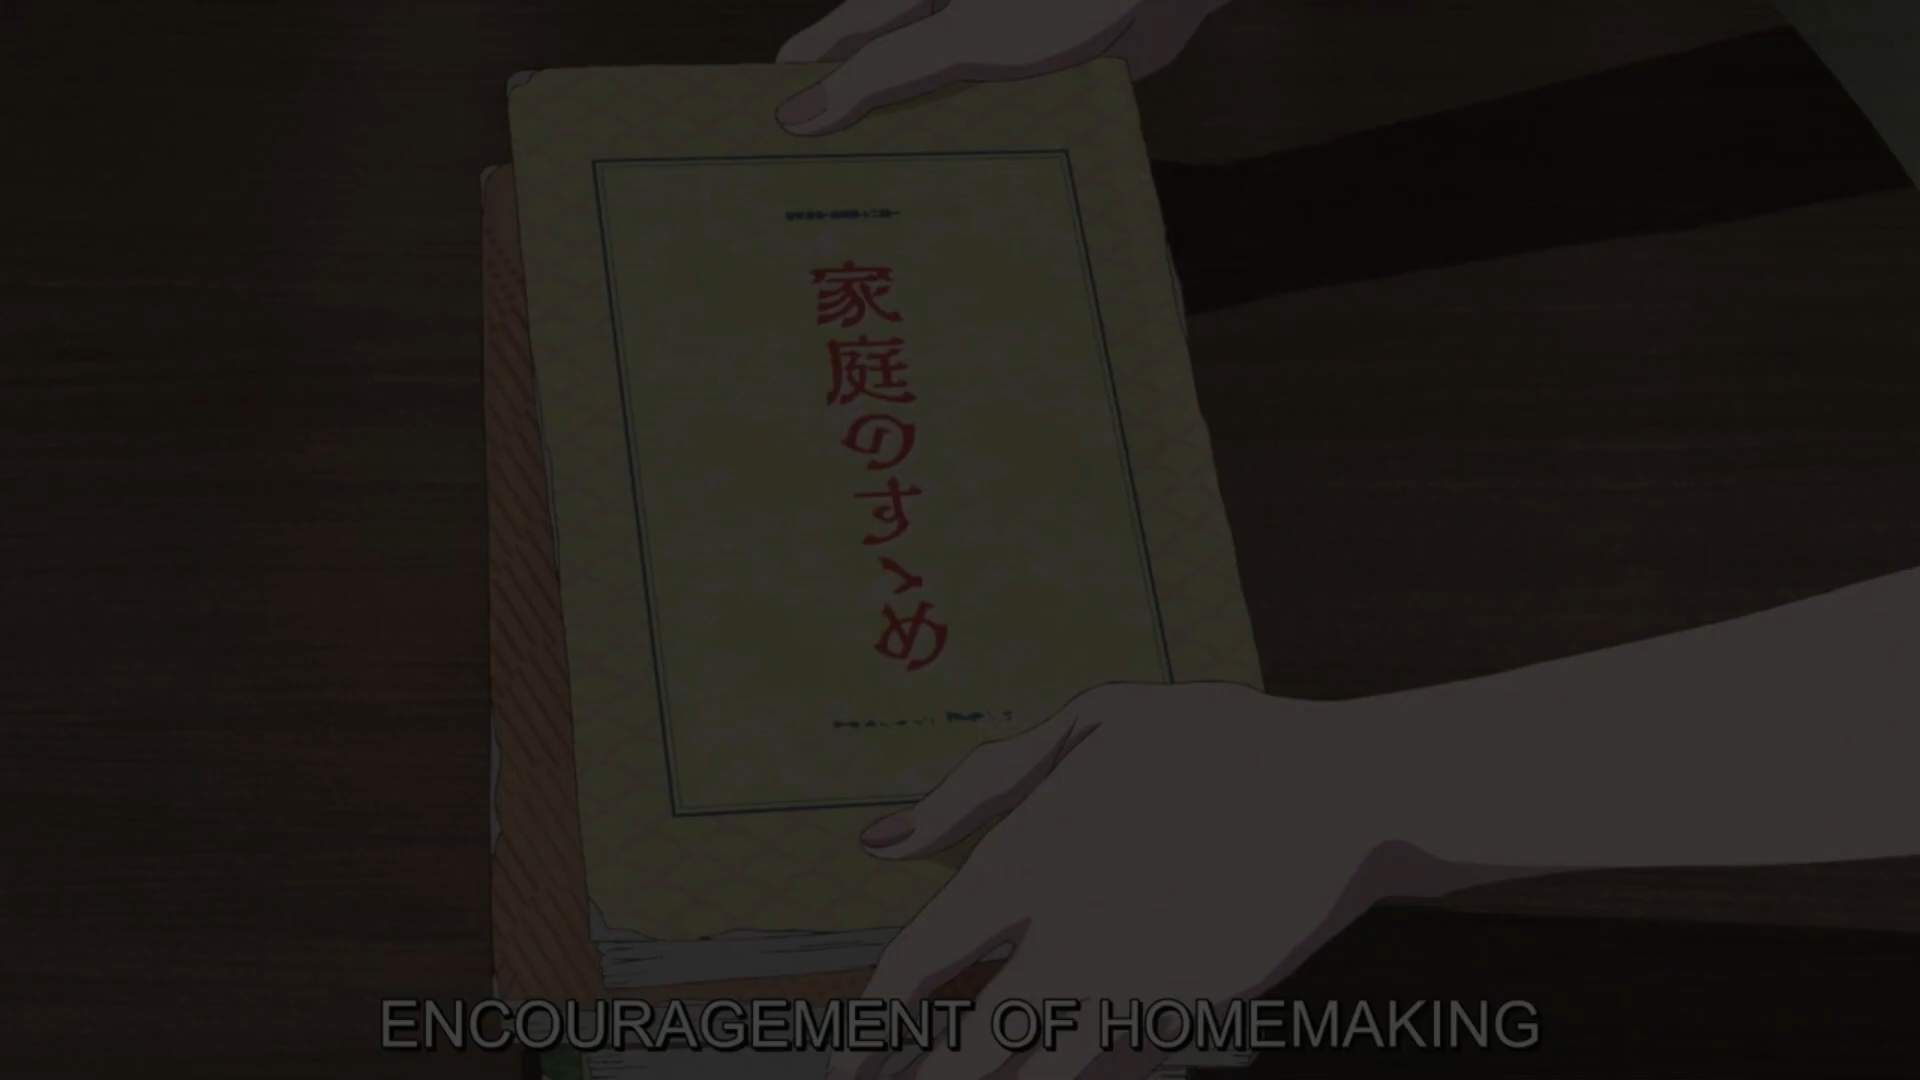 家庭のすゝめ
ENCOURAGEMENT OF HOMEMAKING